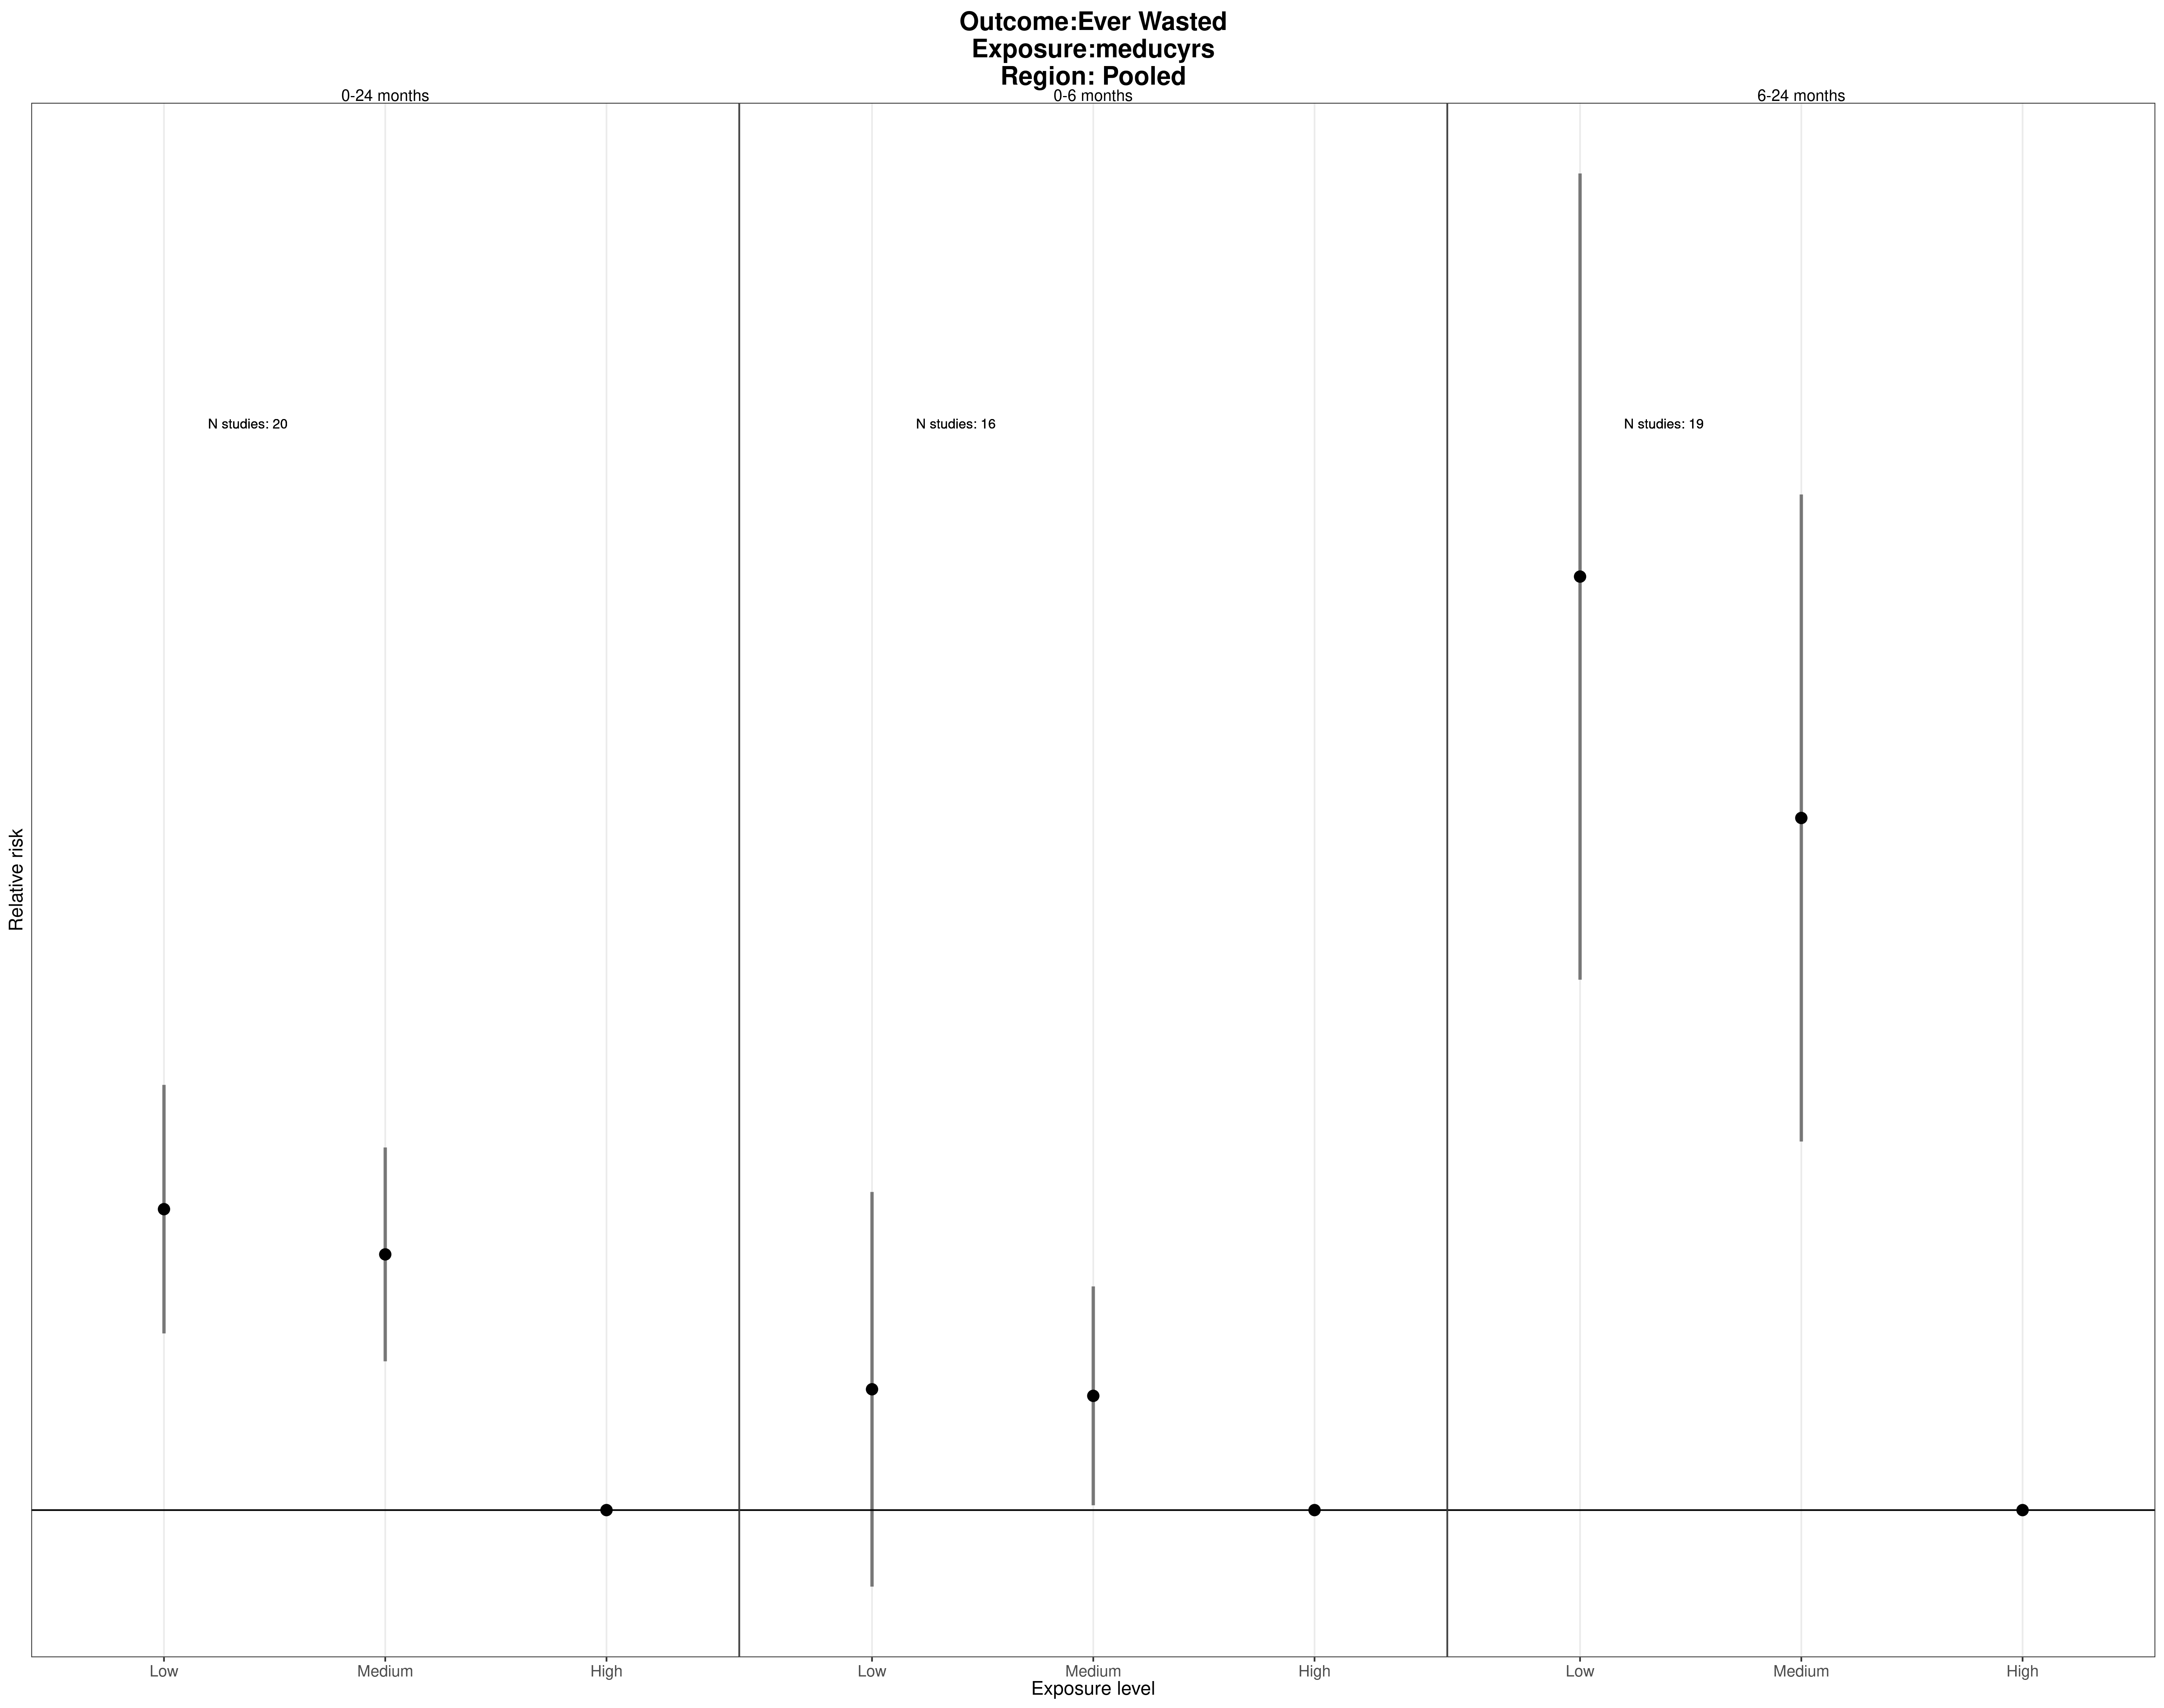 Outcome:Ever Wasted
Exposure:meducyrs
Region: Pooled
0-24 months
0-6 months
6-24 months
N studies: 20
N studies: 16
N studies: 19
Relative risk
Low
Medium
High
Low
Medium
High
Low
Medium
High
Exposure level